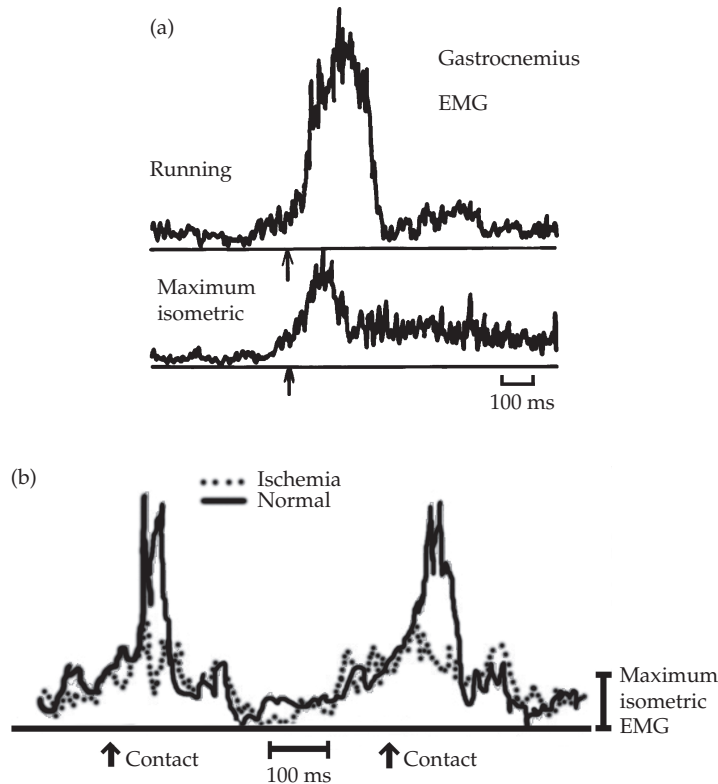 (a)
Gastrocnemius
EMG
Running
Maximum
isometric
100 ms
(b)
Ischemia
Normal
Maximum
isometric
EMG
Contact
100 ms
Contact